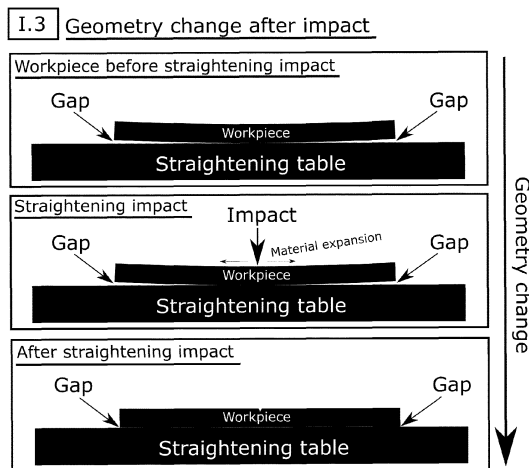 I.3 Geometry change after impact
Workpiece before straightening impact
Gap Gap
Workpiece
Straightening table
Straightening impact
Impact
Gap Material expansion Gap
Workpiece
Straightening table
After straightening impact
Gap Gap
Workpiece
Straightening table
Geometry change